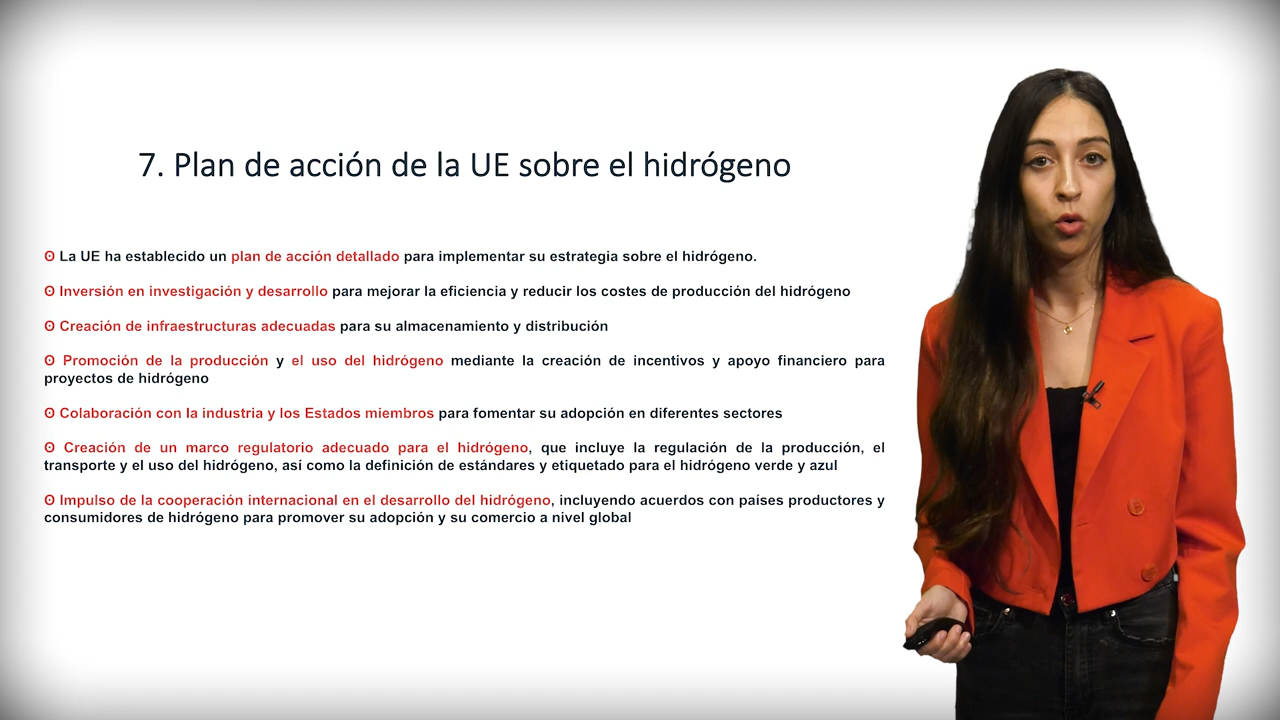 7. Plan de acción de la UE sobre el hidrógeno
ʘ La UE ha establecido un plan de acción detallado para implementar su estrategia sobre el hidrógeno.
ʘ Inversión en investigación y desarrollo para mejorar la eficiencia y reducir los costes de producción del hidrógeno
ʘ Creación de infraestructuras adecuadas para su almacenamiento y distribución
ʘ Promoción de la producción y el uso del hidrógeno mediante la creación de incentivos y apoyo financiero para
proyectos de hidrógeno
ʘ Colaboración con la industria y los Estados miembros para fomentar su adopción en diferentes sectores
ʘ Creación de un marco regulatorio adecuado para el hidrógeno, que incluye la regulación de la producción, el
transporte y el uso del hidrógeno, así como la definición de estándares y etiquetado para el hidrógeno verde y azul
ʘ Impulso de la cooperación internacional en el desarrollo del hidrógeno, incluyendo acuerdos con países productores y
consumidores de hidrógeno para promover su adopción y su comercio a nivel global